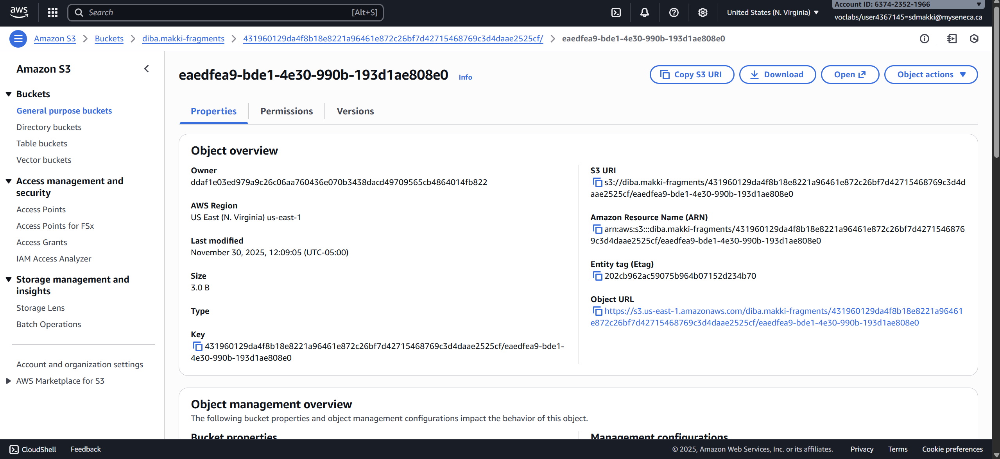 aws
Search [Alt+S]
United States (N. Virginia)
Account ID: 6374-2352-1966
voclabs/user4367145=sdmakki@myseneca.ca
Amazon S3 > Buckets > diba.makki-fragments > 431960129da4f8b18e8221a96461e872c26bf7d42715468769c3d4daae2525cf/ > eaedfea9-bde1-4e30-990b-193d1ae808e0
Amazon S3
Buckets
General purpose buckets
Directory buckets
Table buckets
Vector buckets
Access management and
security
Access Points
Access Points for FSx
Access Grants
IAM Access Analyzer
Storage management and
insights
Storage Lens
Batch Operations
Account and organization settings
AWS Marketplace for S3
eaedfea9-bde1-4e30-990b-193d1ae808e0 Info
Copy S3 URI Download Open Object actions
Properties Permissions Versions
Object overview
Owner
ddaf1e03ed979a9c26c06aa760436e070b3438dacd49709565cb4864014fb822
AWS Region
US East (N. Virginia) us-east-1
Last modified
November 30, 2025, 12:09:05 (UTC-05:00)
Size
3.0 B
Type
Key
431960129da4f8b18e8221a96461e872c26bf7d42715468769c3d4daae2525cf/eaedfea9-bde1-
4e30-990b-193d1ae808e0
S3 URI
s3://diba.makki-fragments/431960129da4f8b18e8221a96461e872c26bf7d42715468769c3d4d
aae2525cf/eaedfea9-bde1-4e30-990b-193d1ae808e0
Amazon Resource Name (ARN)
arn:aws:s3:::diba.makki-fragments/431960129da4f8b18e8221a96461e872c26bf7d4271546876
9c3d4daae2525cf/eaedfea9-bde1-4e30-990b-193d1ae808e0
Entity tag (Etag)
202cb962ac59075b964b07152d234b70
Object URL
https://s3.us-east-1.amazonaws.com/diba.makki-fragments/431960129da4f8b18e8221a96461
e872c26bf7d42715468769c3d4daae2525cf/eaedfea9-bde1-4e30-990b-193d1ae808e0
Object management overview
The following bucket properties and object management configurations impact the behavior of this object.
Bucket properties
Management configurations
CloudShell Feedback
© 2025, Amazon Web Services, Inc. or its affiliates. Privacy Terms Cookie preferences